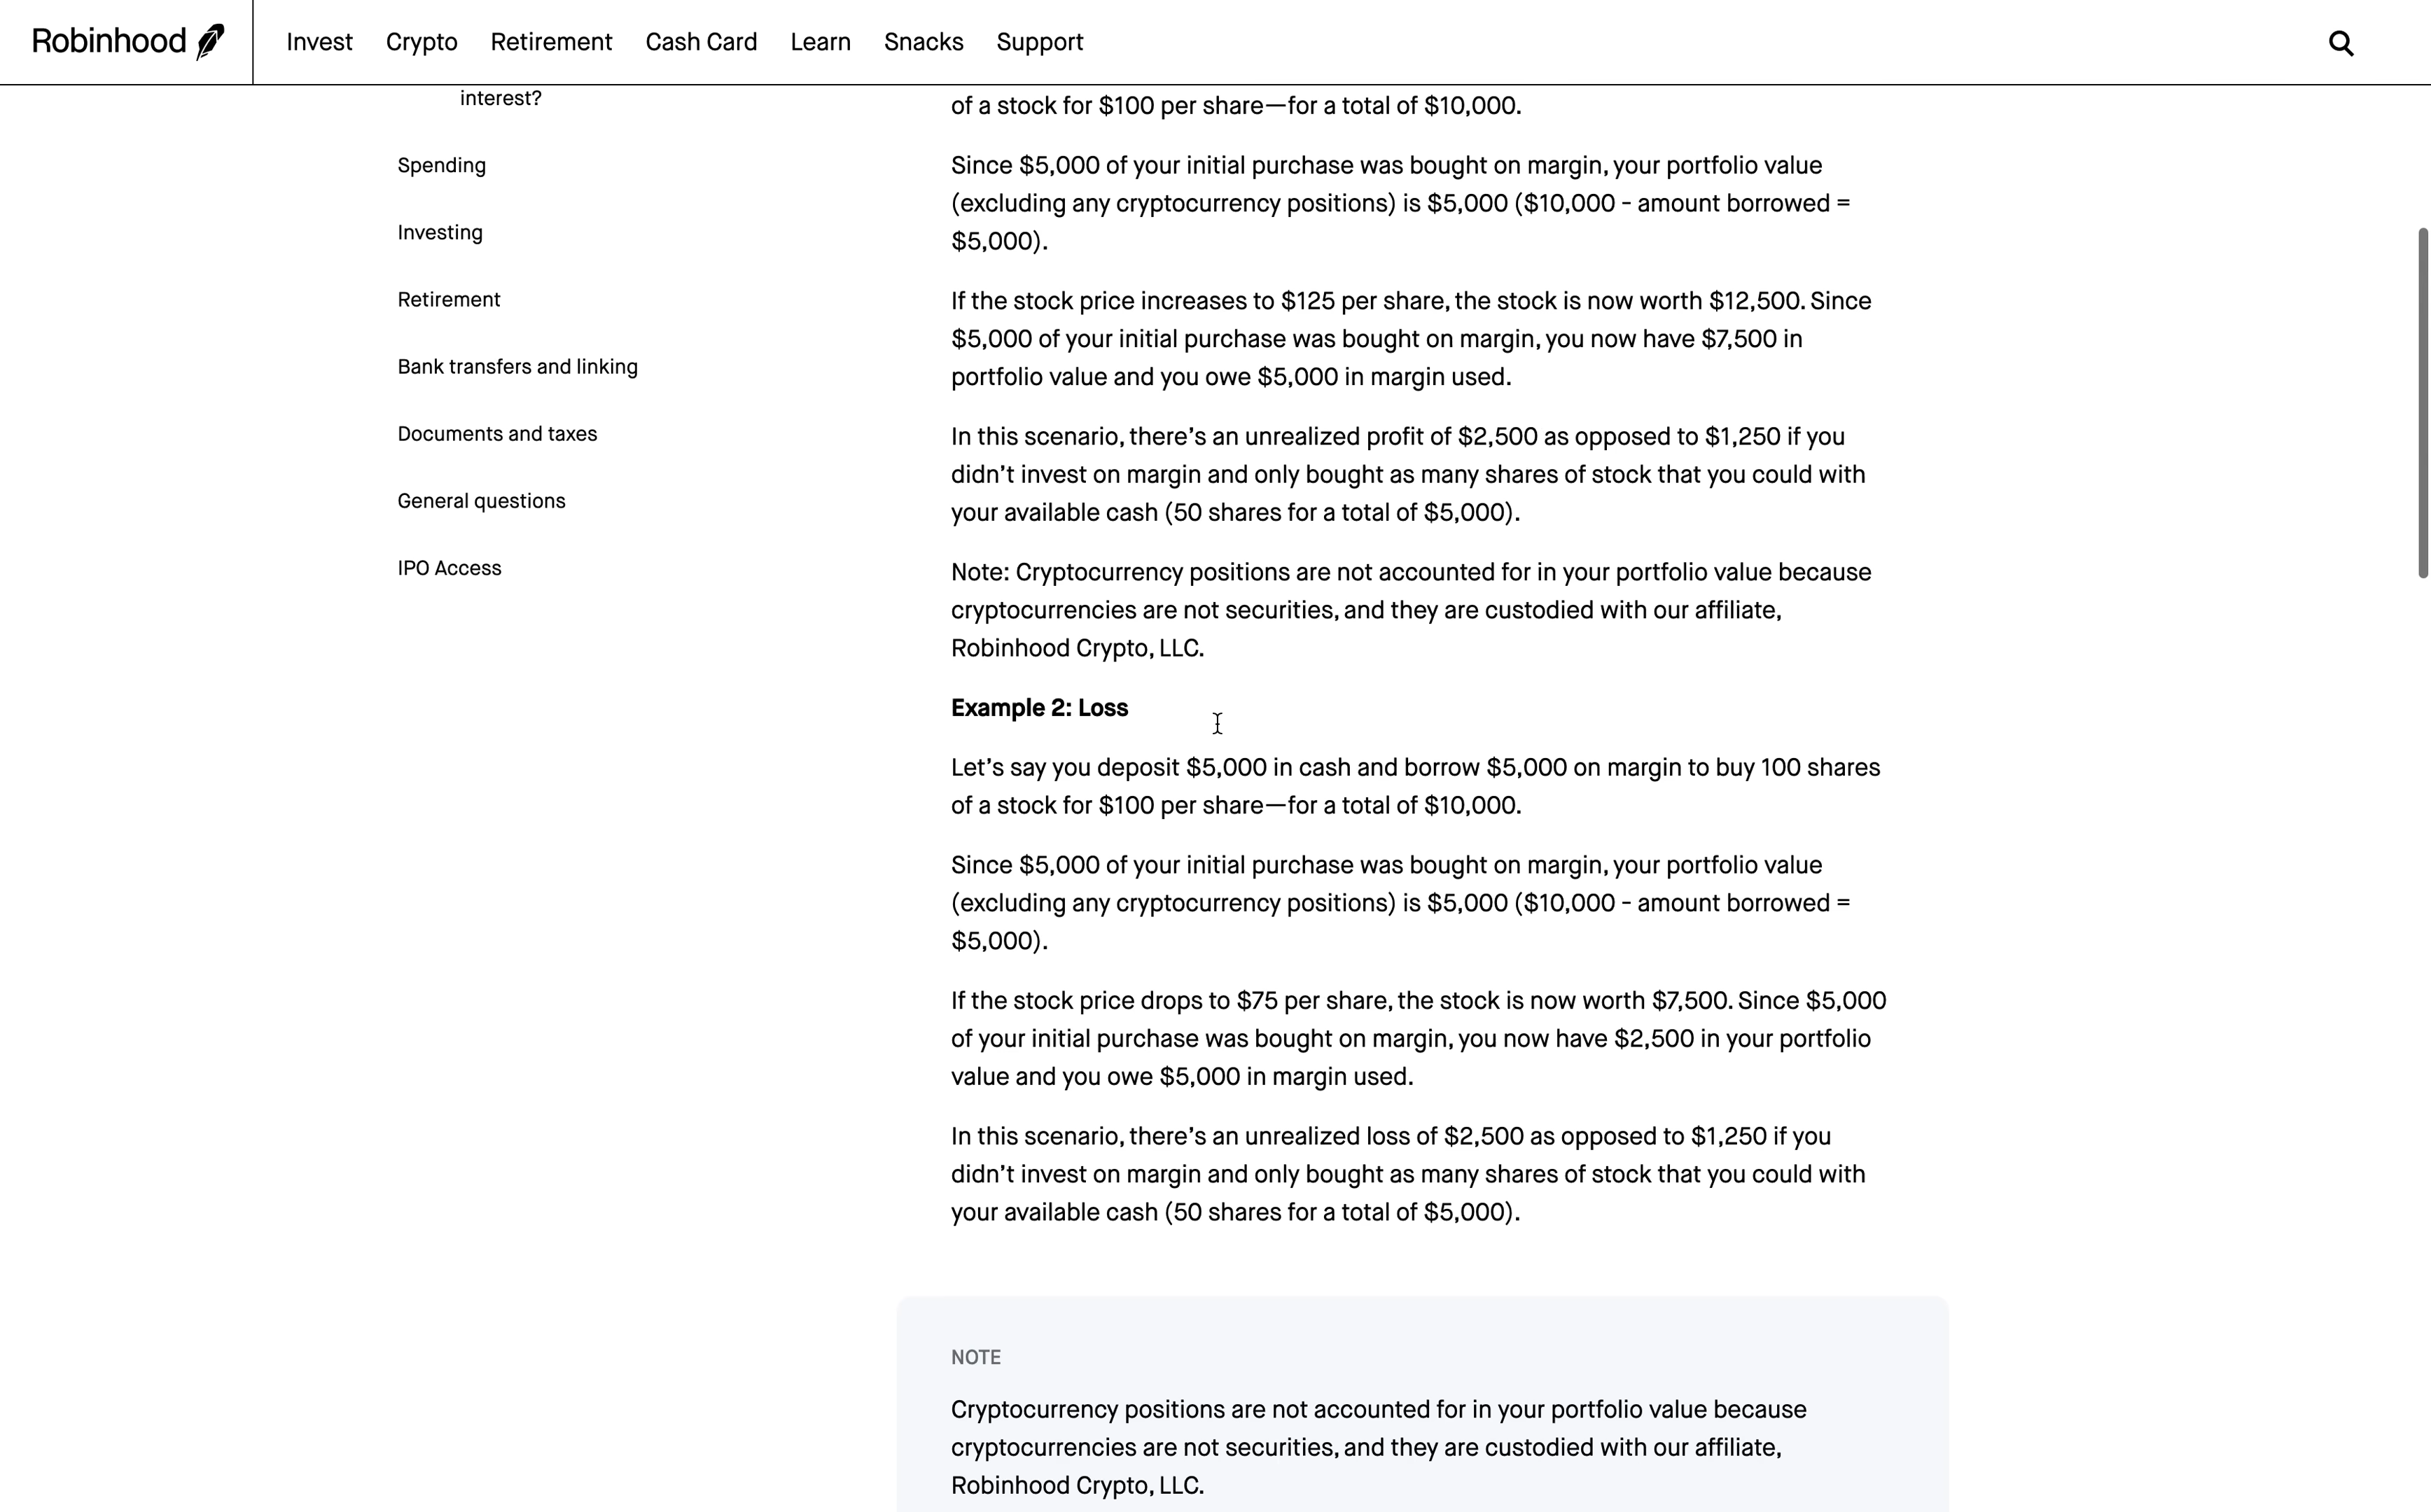 Robinhood
Invest
Crypto
Retirement
Cash Card
Learn
Snacks
Support
interest?
Spending
Investing
Retirement
Bank transfers and linking
Documents and taxes
General questions
IPO Access
of a stock for $100 per share—for a total of $10,000.
Since $5,000 of your initial purchase was bought on margin, your portfolio value
(excluding any cryptocurrency positions) is $5,000 ($10,000 - amount borrowed =
$5,000).
If the stock price increases to $125 per share, the stock is now worth $12,500. Since
$5,000 of your initial purchase was bought on margin, you now have $7,500 in
portfolio value and you owe $5,000 in margin used.
In this scenario, there’s an unrealized profit of $2,500 as opposed to $1,250 if you
didn’t invest on margin and only bought as many shares of stock that you could with
your available cash (50 shares for a total of $5,000).
Note: Cryptocurrency positions are not accounted for in your portfolio value because
cryptocurrencies are not securities, and they are custodied with our affiliate,
Robinhood Crypto, LLC.
Example 2: Loss
Let’s say you deposit $5,000 in cash and borrow $5,000 on margin to buy 100 shares
of a stock for $100 per share—for a total of $10,000.
Since $5,000 of your initial purchase was bought on margin, your portfolio value
(excluding any cryptocurrency positions) is $5,000 ($10,000 - amount borrowed =
$5,000).
If the stock price drops to $75 per share, the stock is now worth $7,500. Since $5,000
of your initial purchase was bought on margin, you now have $2,500 in your portfolio
value and you owe $5,000 in margin used.
In this scenario, there’s an unrealized loss of $2,500 as opposed to $1,250 if you
didn’t invest on margin and only bought as many shares of stock that you could with
your available cash (50 shares for a total of $5,000).
NOTE
Cryptocurrency positions are not accounted for in your portfolio value because
cryptocurrencies are not securities, and they are custodied with our affiliate,
Robinhood Crypto, LLC.